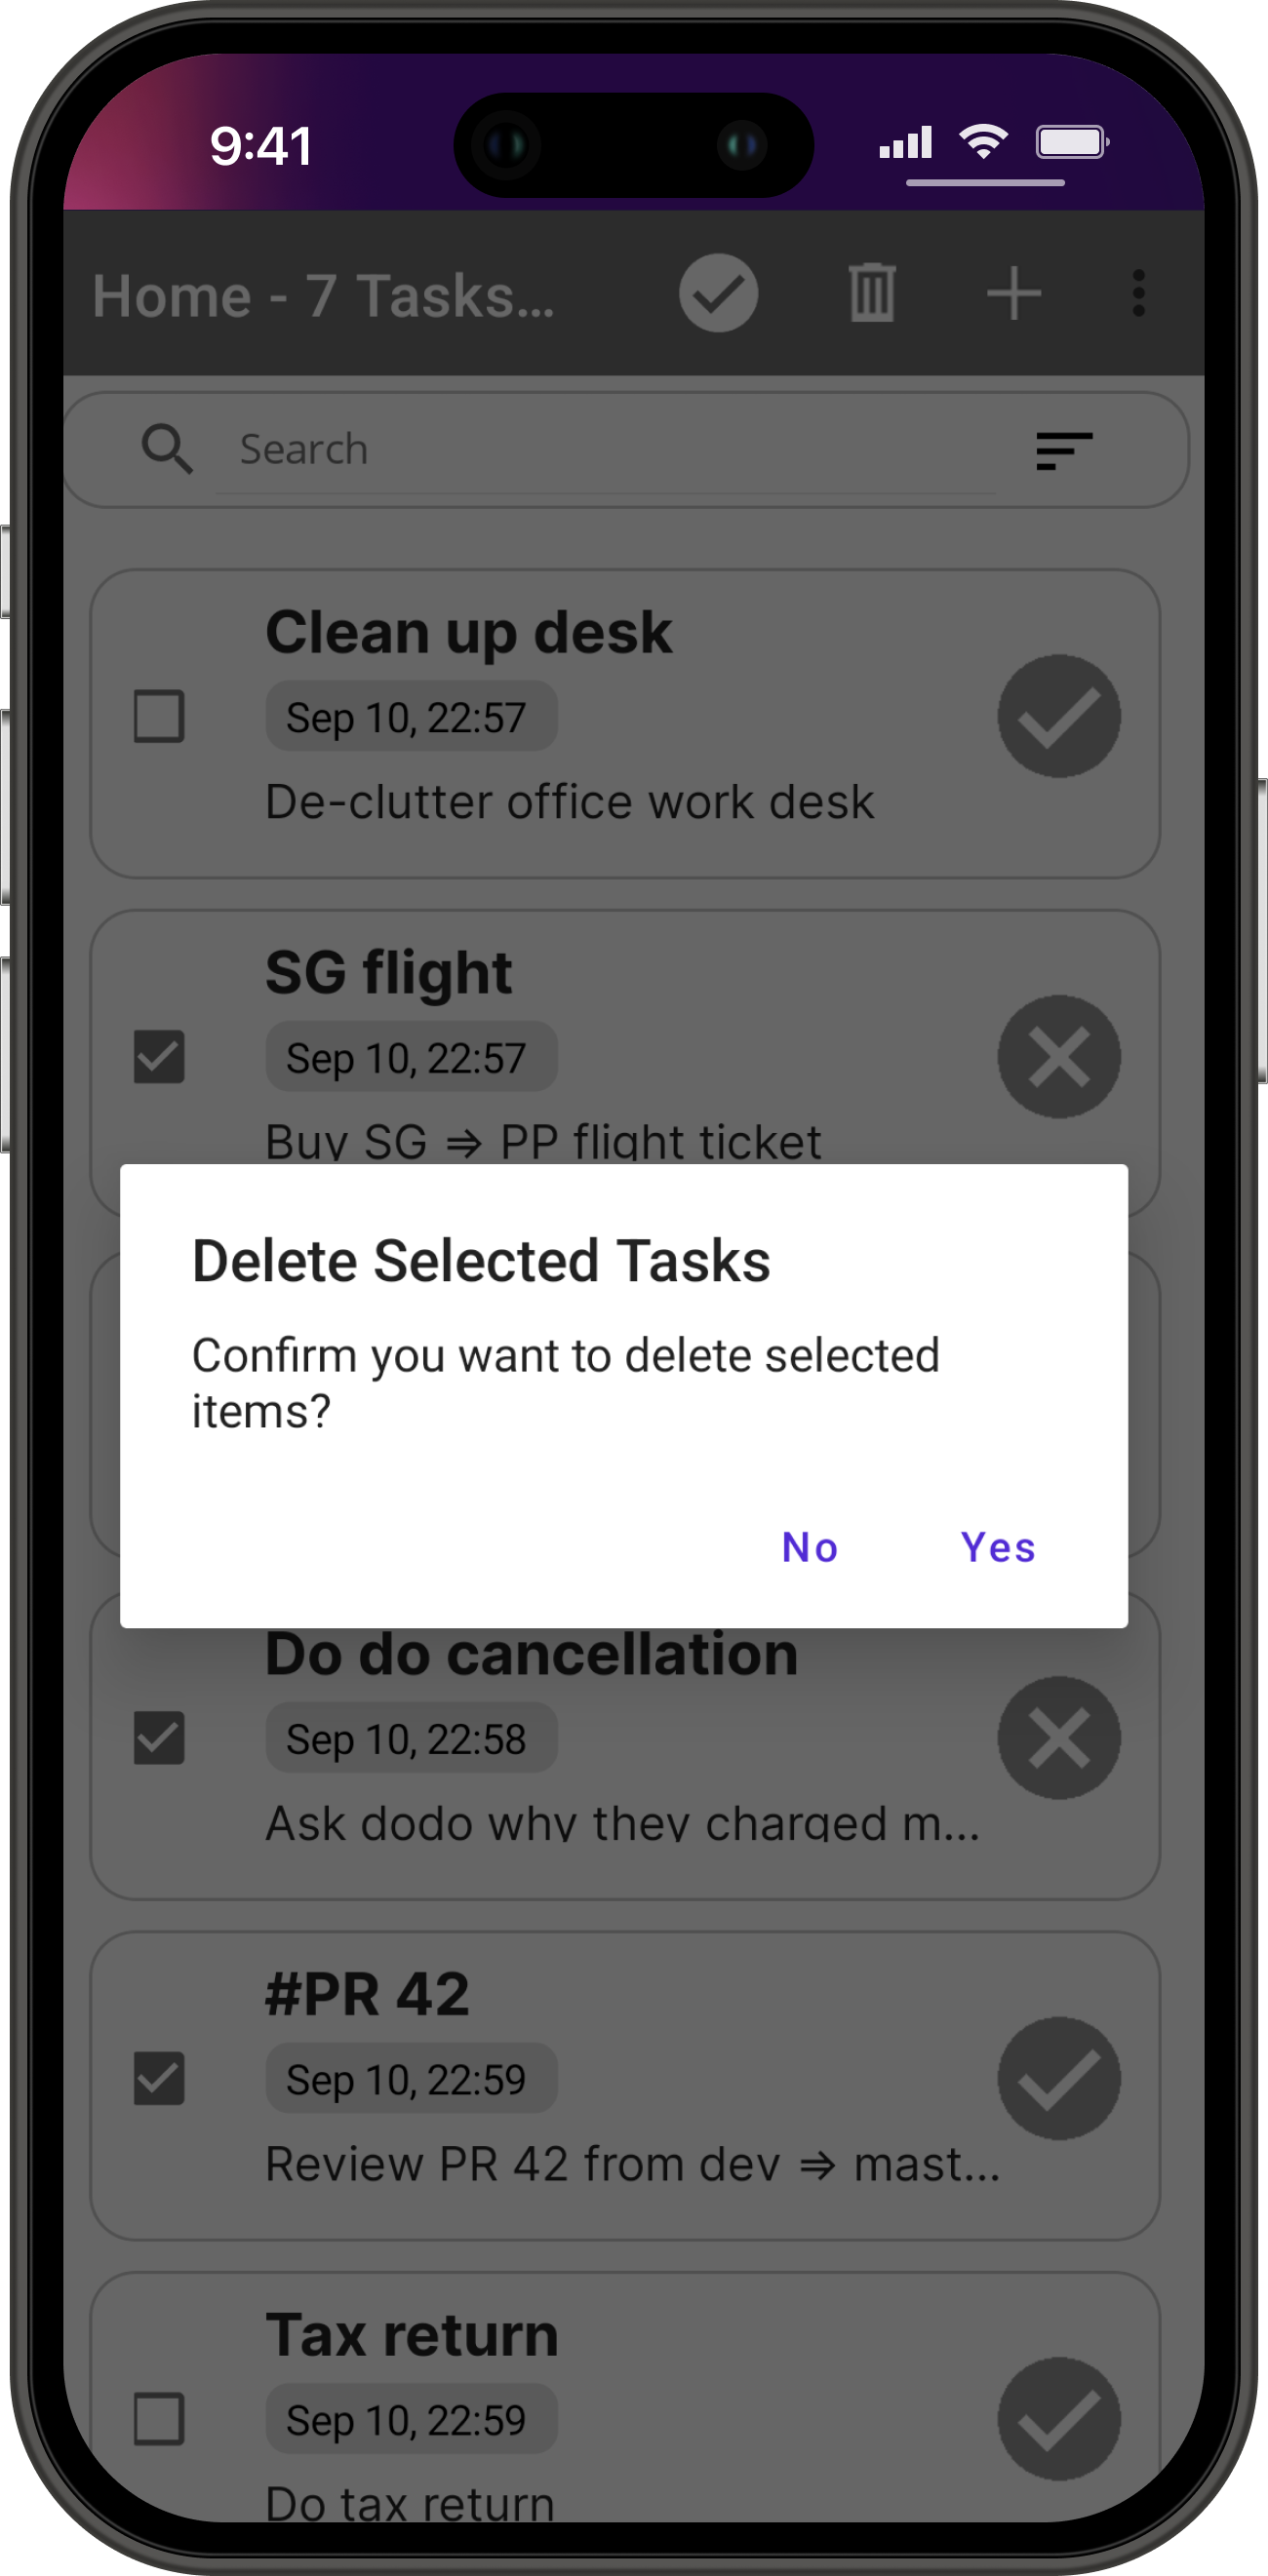 9:41
Home - 7 Tasks...
Search
Clean up desk
Sep 10, 22:57
De-clutter office work desk
SG flight
Sep 10, 22:57
Buy SG ⇒ PP flight ticket
Delete Selected Tasks
Confirm you want to delete selected
items?
No Yes
Do do cancellation
Sep 10, 22:58
Ask dodo why they charged m...
#PR 42
Sep 10, 22:59
Review PR 42 from dev ⇒ mast...
Tax return
Sep 10, 22:59
Do tax return